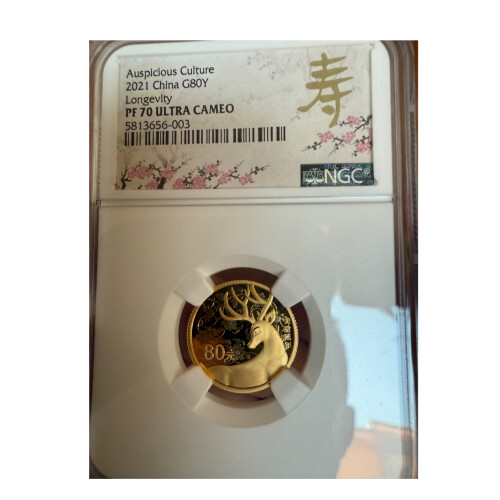 Auspicious Culture
2021 China G80Y
Longevity
PF 70 ULTRA CAMEO
5813656-003
寿
NGC
80元